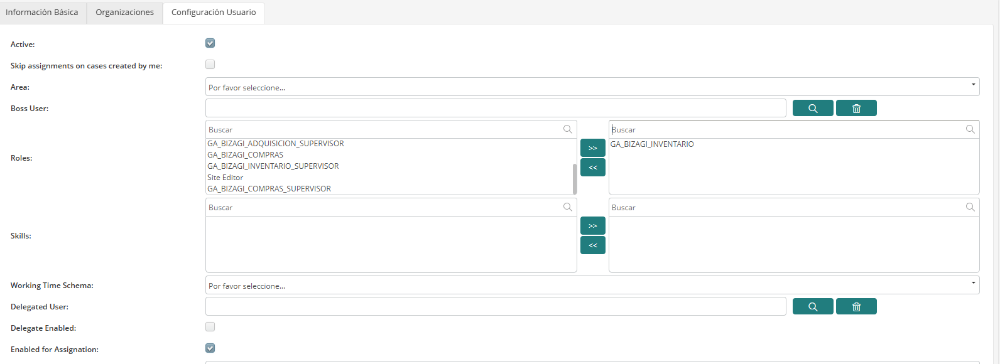 Información Básica
Organizaciones
Configuración Usuario
Active:
Skip assignments on cases created by me:
Area:
Por favor seleccione...
Boss User:
Roles:
Buscar
GA_BIZAGI_ADQUISICION_SUPERVISOR
GA_BIZAGI_COMPRAS
GA_BIZAGI_INVENTARIO_SUPERVISOR
Site Editor
GA_BIZAGI_COMPRAS_SUPERVISOR
>>
<<
Buscar
GA_BIZAGI_INVENTARIO
Skills:
Buscar
>>
<<
Buscar
Working Time Schema:
Por favor seleccione...
Delegated User:
Delegate Enabled:
Enabled for Assignation: